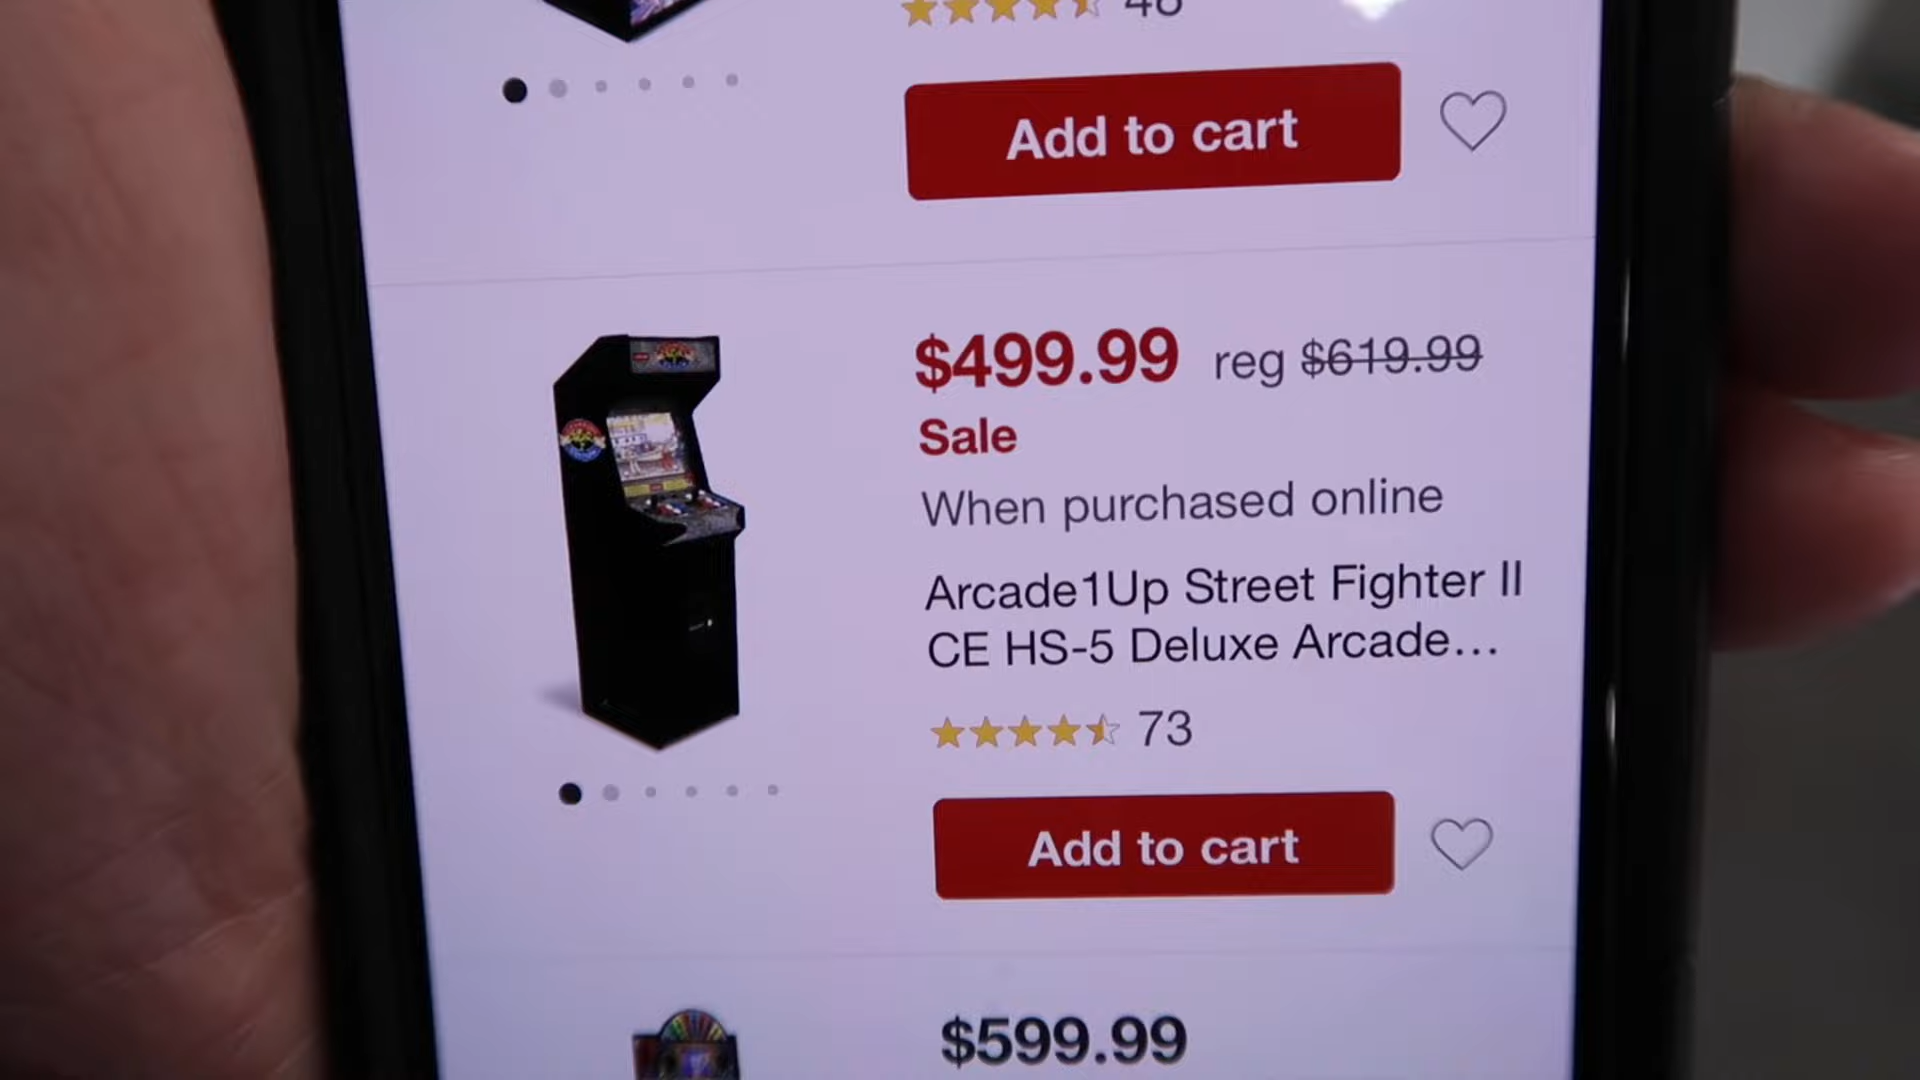 Add to cart
$499.99 reg $619.99
Sale
When purchased online
Arcade1Up Street Fighter II
CE HS-5 Deluxe Arcade...
73
Add to cart
$599.99